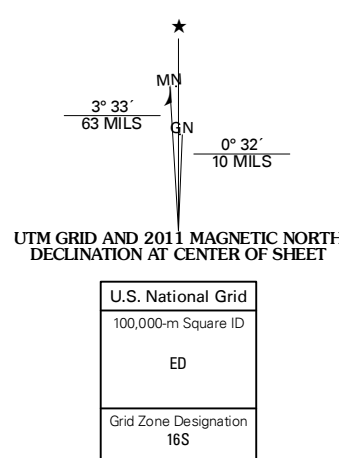 ★
MN
3° 33´
63 MILS
GN
0° 32´
10 MILS
UTM GRID AND 2011 MAGNETIC NORTH
DECLINATION AT CENTER OF SHEET
U.S. National Grid
100,000-m Square ID
ED
Grid Zone Designation
16S